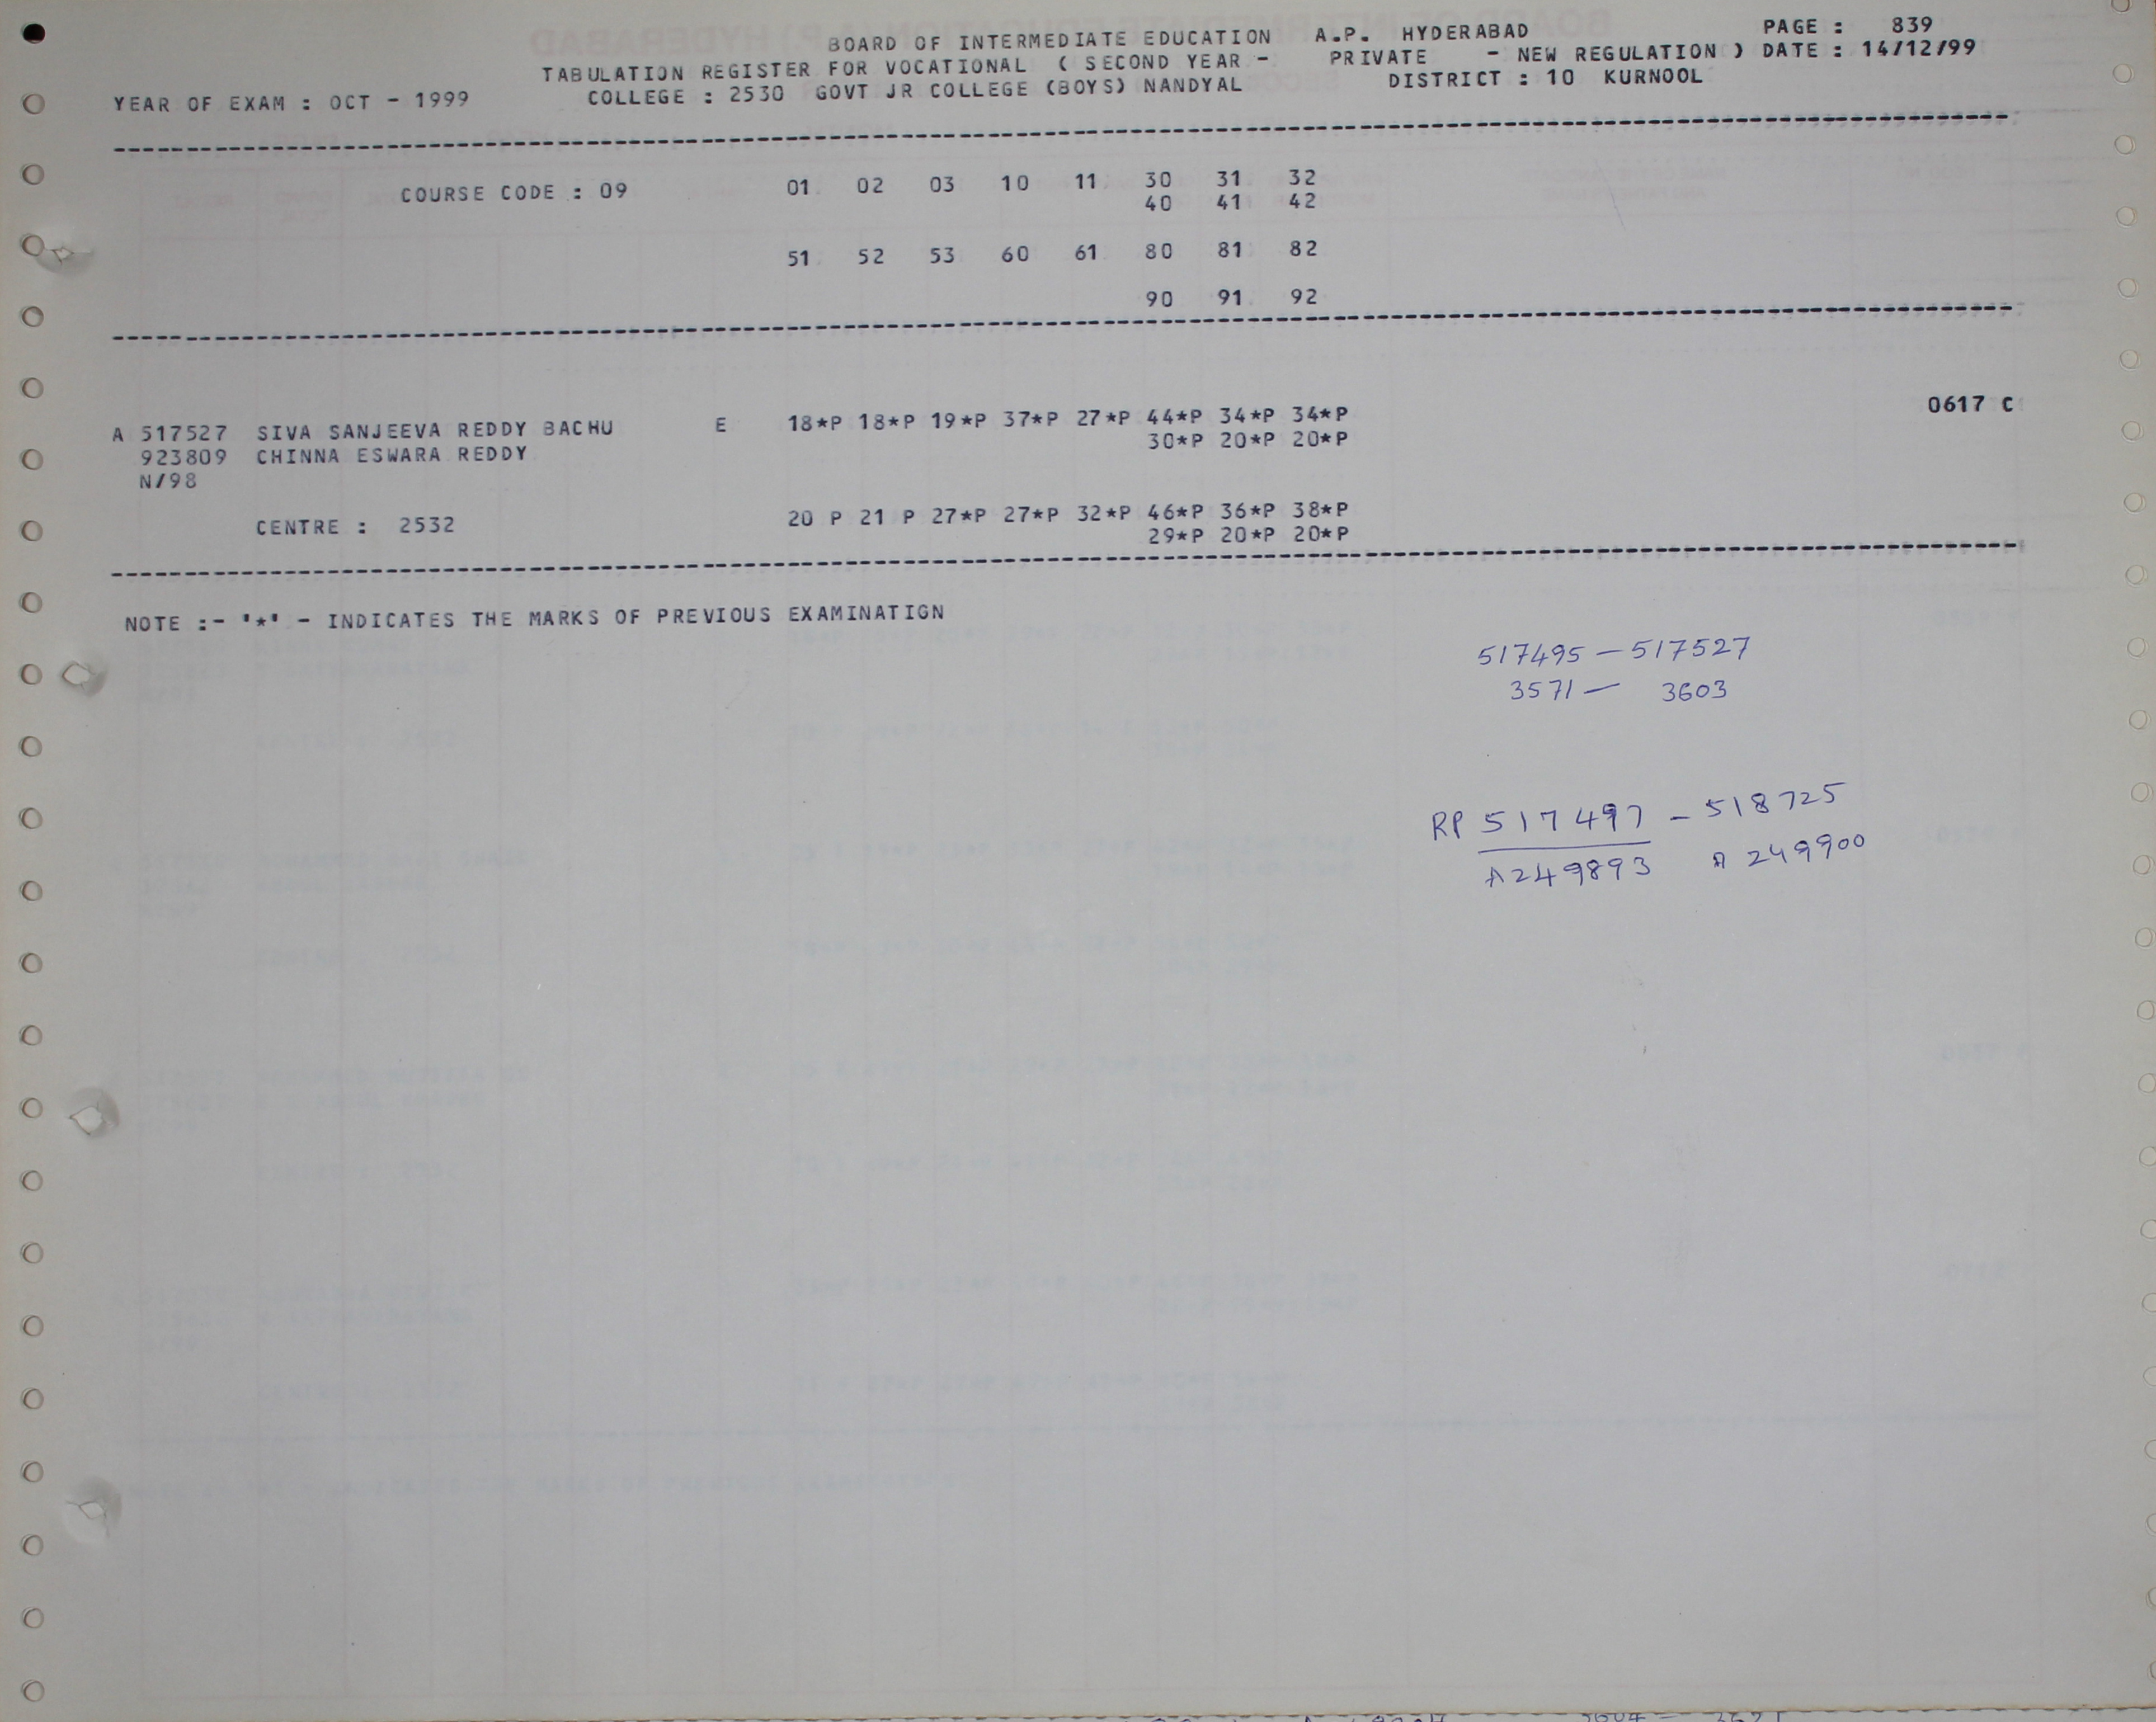 BOARD OF INTERMEDIATE EDUCATION A.P. HYDERABAD PAGE : 839
TABULATION REGISTER FOR VOCATIONAL ( SECOND YEAR - PRIVATE - NEW REGULATION ) DATE : 14/12/99
YEAR OF EXAM : OCT - 1999 COLLEGE : 2530 GOVT JR COLLEGE (BOYS) NANDYAL DISTRICT : 10 KURNOOL
COURSE CODE : 09 01 02 03 10 11 30 31 32
40 41 42
51 52 53 60 61 80 81 82
90 91 92
A 517527 SIVA SANJEEVA REDDY BACHU E 18*P 18*P 19*P 37*P 27*P 44*P 34*P 34*P 0617 C
923809 CHINNA ESWARA REDDY 30*P 20*P 20*P
N/98
CENTRE : 2532 20 P 21 P 27*P 27*P 32*P 46*P 36*P 38*P
29*P 20*P 20*P
NOTE :- '*' - INDICATES THE MARKS OF PREVIOUS EXAMINATIGN
517495 - 517527
3571 - 3603
RP 517497 - 518725
A249893 A 249900